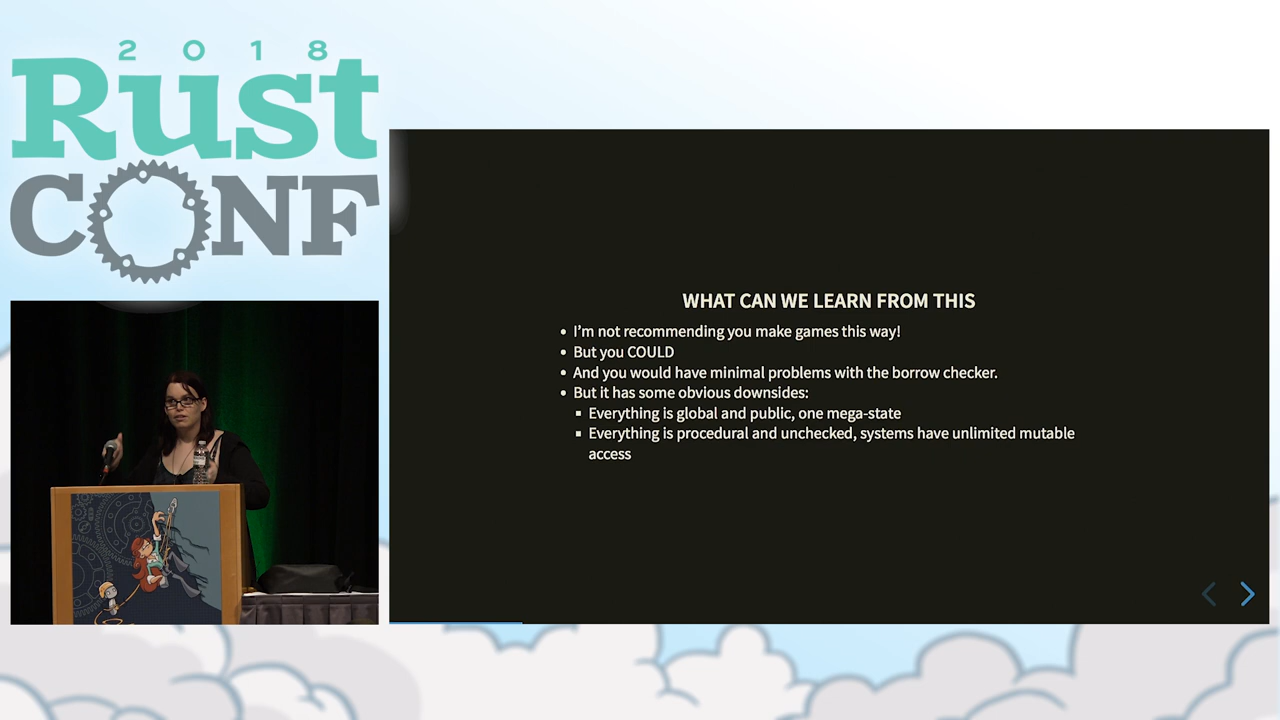 2018
Rust
CONF
WHAT CAN WE LEARN FROM THIS
• I'm not recommending you make games this way!
• But you COULD
• And you would have minimal problems with the borrow checker.
• But it has some obvious downsides:
▪ Everything is global and public, one mega-state
▪ Everything is procedural and unchecked, systems have unlimited mutable
access